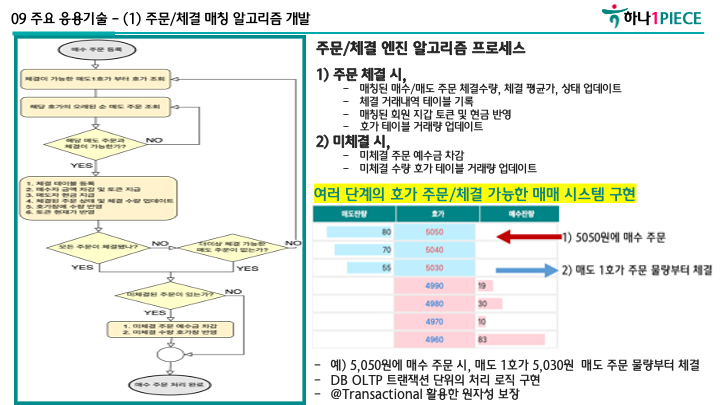 09 주요 응용기술 – (1) 주문/체결 매칭 알고리즘 개발
하나1PIECE
매수 주문 등록
체결이 가능한 매도1호가 부터 호가 조회
해당 호가의 오래된 순 매도 주문 조회
해당 매도 주문과
체결이 가능한가?
NO
YES
1. 체결 테이블 등록
2. 매수자 금액 차감 및 토큰 지급
3. 매도자 현금 지급
4. 체결된 주문 상태 및 체결 수량 업데이트
5. 호가창에 수량 반영
6. 토큰 현재가 반영
모든 주문이 체결됐나?
NO
더이상 체결 가능한
매도 주문이 없는가?
NO
YES
YES
미체결된 주문이 있는가?
NO
YES
1. 미체결 주문 예수금 차감
2. 미체결 수량 호가창 반영
매수 주문 처리 완료
주문/체결 엔진 알고리즘 프로세스
1) 주문 체결 시,
– 매칭된 매수/매도 주문 체결수량, 체결 평균가, 상태 업데이트
– 체결 거래내역 테이블 기록
– 매칭된 회원 지갑 토큰 및 현금 반영
– 호가 테이블 거래량 업데이트
2) 미체결 시,
– 미체결 주문 예수금 차감
– 미체결 수량 호가 테이블 거래량 업데이트
여러 단계의 호가 주문/체결 가능한 매매 시스템 구현
매도잔량 호가 매수잔량
80 5050
70 5040
55 5030
4990 19
4980 30
4970 10
4960 83
1) 5050원에 매수 주문
2) 매도 1호가 주문 물량부터 체결
– 예) 5,050원에 매수 주문 시, 매도 1호가 5,030원 매도 주문 물량부터 체결
– DB OLTP 트랜잭션 단위의 처리 로직 구현
– @Transactional 활용한 원자성 보장